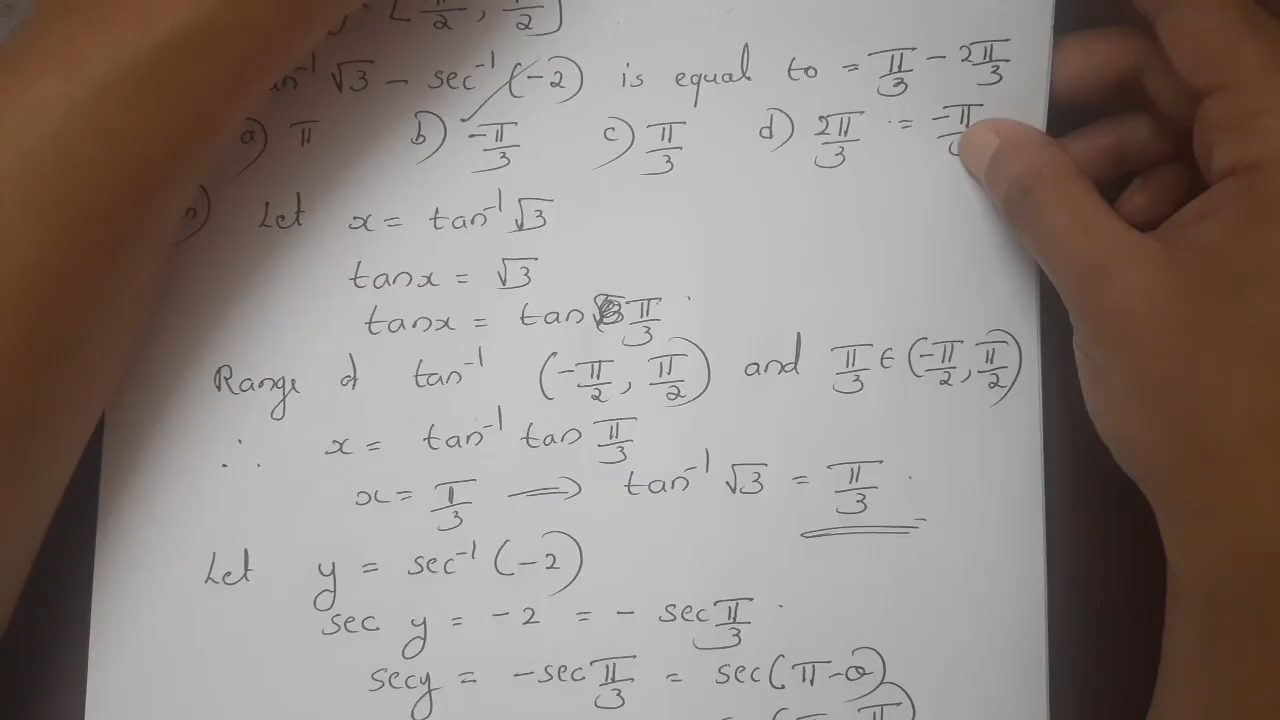 [π/2, π/2]
tan⁻¹ √3 − sec⁻¹ (−2) is equal to = π/3 − 2π/3
a) π b) −π/3 c) π/3 d) 2π/3 = −π
Let x = tan⁻¹ √3
tan x = √3
tan x = tan π/3
Range of tan⁻¹ (−π/2, π/2) and π/3 ∈ (−π/2, π/2)
∴ x = tan⁻¹ tan π/3
x = π/3 ⟹ tan⁻¹ √3 = π/3
Let y = sec⁻¹ (−2)
sec y = −2 = − sec π/3
sec y = −sec π/3 = sec(π−θ)